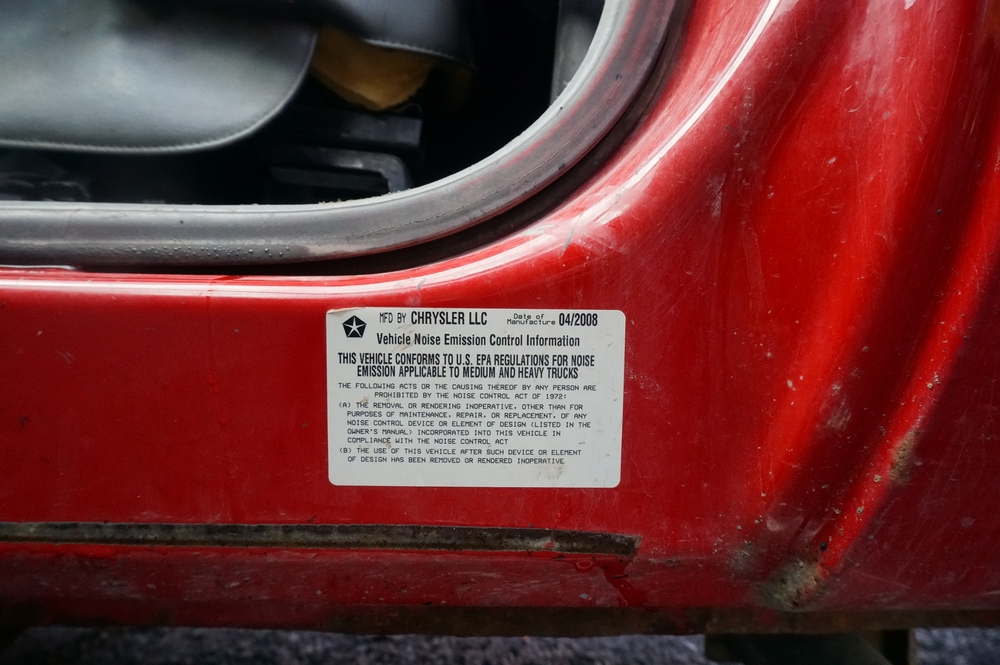 MFD BY CHRYSLER LLC Date of Manufacture 04/2008
Vehicle Noise Emission Control Information
THIS VEHICLE CONFORMS TO U.S. EPA REGULATIONS FOR NOISE
EMISSION APPLICABLE TO MEDIUM AND HEAVY TRUCKS
THE FOLLOWING ACTS OR THE CAUSING THEREOF BY ANY PERSON ARE
PROHIBITED BY THE NOISE CONTROL ACT OF 1972:
(A) THE REMOVAL OR RENDERING INOPERATIVE, OTHER THAN FOR
PURPOSES OF MAINTENANCE, REPAIR, OR REPLACEMENT, OF ANY
NOISE CONTROL DEVICE OR ELEMENT OF DESIGN (LISTED IN THE
OWNER'S MANUAL) INCORPORATED INTO THIS VEHICLE IN
COMPLIANCE WITH THE NOISE CONTROL ACT
(B) THE USE OF THIS VEHICLE AFTER SUCH DEVICE OR ELEMENT
OF DESIGN HAS BEEN REMOVED OR RENDERED INOPERATIVE